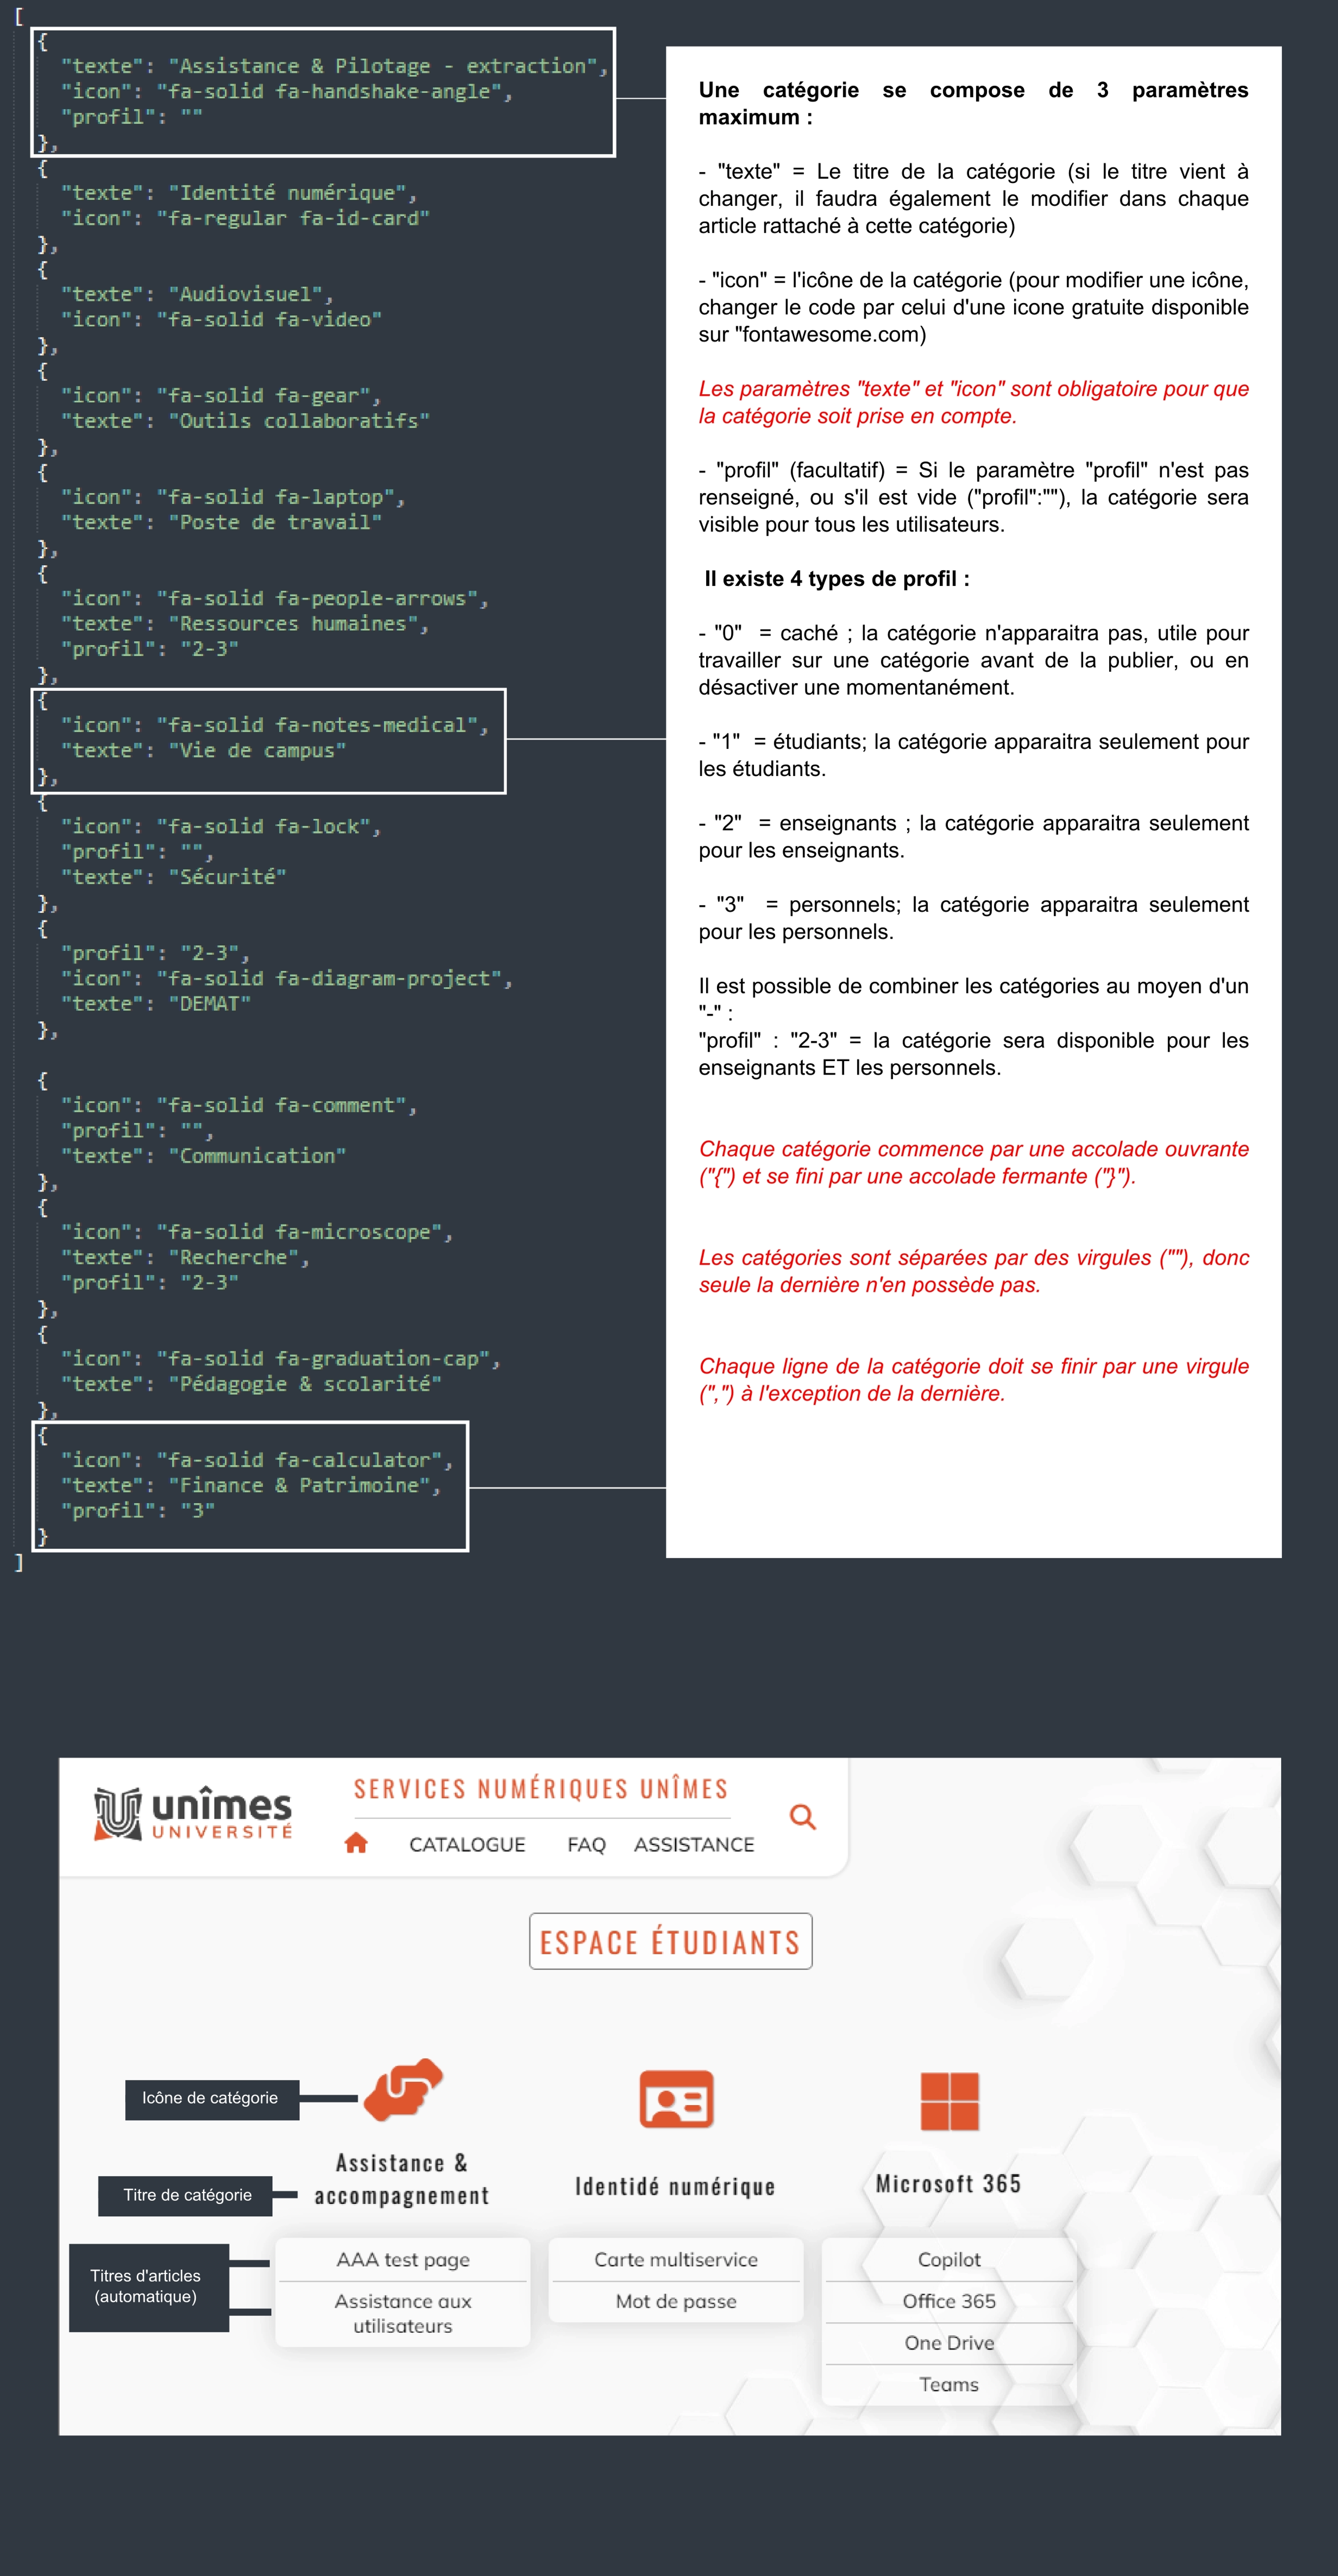 [
{
"texte": "Assistance & Pilotage - extraction",
"icon": "fa-solid fa-handshake-angle",
"profil": ""
},
{
"texte": "Identité numérique",
"icon": "fa-regular fa-id-card"
},
{
"texte": "Audiovisuel",
"icon": "fa-solid fa-video"
},
{
"icon": "fa-solid fa-gear",
"texte": "Outils collaboratifs"
},
{
"icon": "fa-solid fa-laptop",
"texte": "Poste de travail"
},
{
"icon": "fa-solid fa-people-arrows",
"texte": "Ressources humaines",
"profil": "2-3"
},
{
"icon": "fa-solid fa-notes-medical",
"texte": "Vie de campus"
},
{
"icon": "fa-solid fa-lock",
"profil": "",
"texte": "Sécurité"
},
{
"profil": "2-3",
"icon": "fa-solid fa-diagram-project",
"texte": "DEMAT"
},
{
"icon": "fa-solid fa-comment",
"profil": "",
"texte": "Communication"
},
{
"icon": "fa-solid fa-microscope",
"texte": "Recherche",
"profil": "2-3"
},
{
"icon": "fa-solid fa-graduation-cap",
"texte": "Pédagogie & scolarité"
},
{
"icon": "fa-solid fa-calculator",
"texte": "Finance & Patrimoine",
"profil": "3"
}
]
Une catégorie se compose de 3 paramètres
maximum :
- "texte" = Le titre de la catégorie (si le titre vient à
changer, il faudra également le modifier dans chaque
article rattaché à cette catégorie)
- "icon" = l'icône de la catégorie (pour modifier une icône,
changer le code par celui d'une icone gratuite disponible
sur "fontawesome.com)
Les paramètres "texte" et "icon" sont obligatoire pour que
la catégorie soit prise en compte.
- "profil" (facultatif) = Si le paramètre "profil" n'est pas
renseigné, ou s'il est vide ("profil":""), la catégorie sera
visible pour tous les utilisateurs.
Il existe 4 types de profil :
- "0" = caché ; la catégorie n'apparaitra pas, utile pour
travailler sur une catégorie avant de la publier, ou en
désactiver une momentanément.
- "1" = étudiants; la catégorie apparaitra seulement pour
les étudiants.
- "2" = enseignants ; la catégorie apparaitra seulement
pour les enseignants.
- "3" = personnels; la catégorie apparaitra seulement
pour les personnels.
Il est possible de combiner les catégories au moyen d'un
"-" :
"profil" : "2-3" = la catégorie sera disponible pour les
enseignants ET les personnels.
Chaque catégorie commence par une accolade ouvrante
("{") et se fini par une accolade fermante ("}").
Les catégories sont séparées par des virgules (""), donc
seule la dernière n'en possède pas.
Chaque ligne de la catégorie doit se finir par une virgule
(",") à l'exception de la dernière.
unîmes
UNIVERSITÉ
SERVICES NUMÉRIQUES UNÎMES
CATALOGUE FAQ ASSISTANCE
ESPACE ÉTUDIANTS
Icône de catégorie
Titre de catégorie
Titres d'articles
(automatique)
Assistance &
accompagnement
AAA test page
Assistance aux
utilisateurs
Identidé numérique
Carte multiservice
Mot de passe
Microsoft 365
Copilot
Office 365
One Drive
Teams